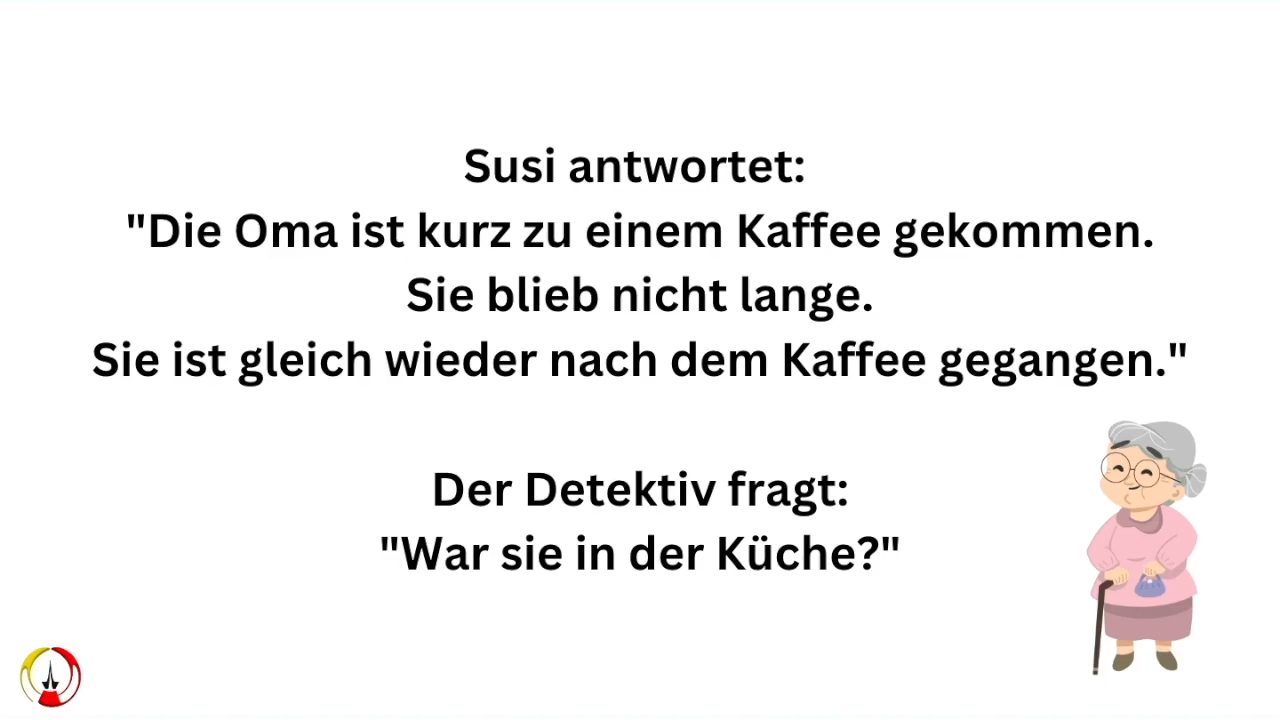 Susi antwortet:
"Die Oma ist kurz zu einem Kaffee gekommen.
Sie blieb nicht lange.
Sie ist gleich wieder nach dem Kaffee gegangen."
Der Detektiv fragt:
"War sie in der Küche?"